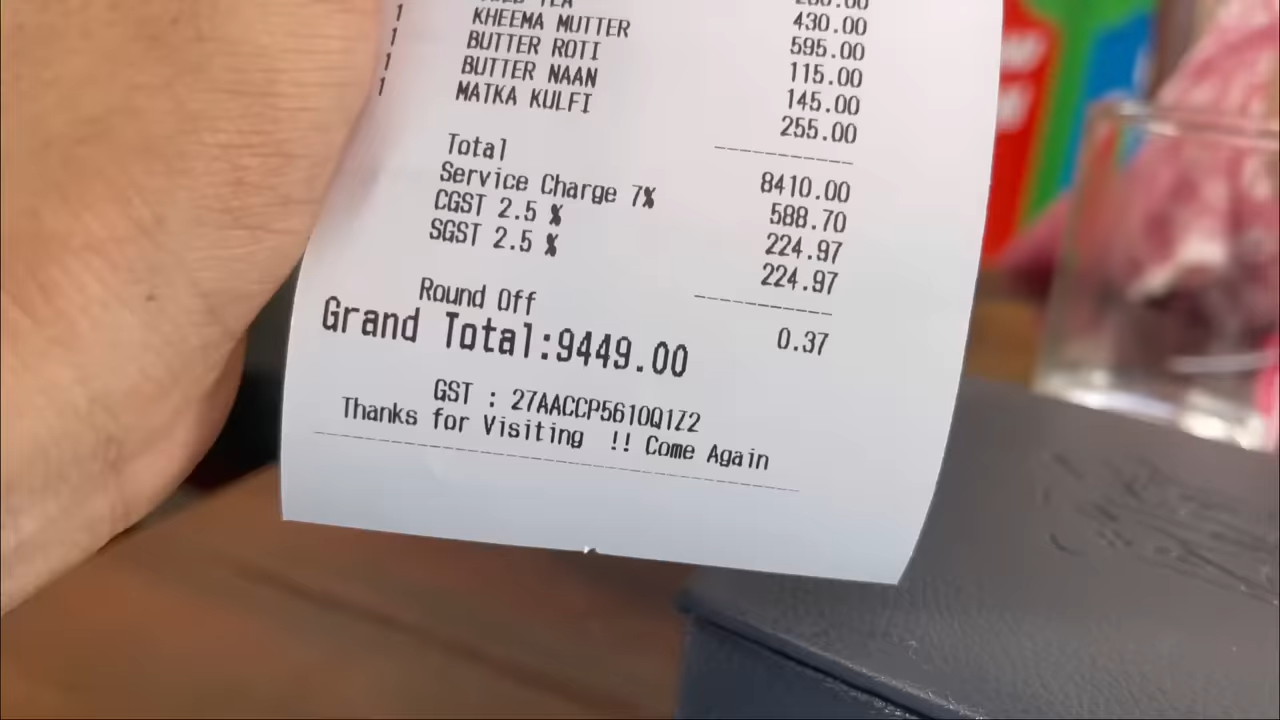 TEA 430.00
1 KHEEMA MUTTER 595.00
1 BUTTER ROTI 115.00
1 BUTTER NAAN 145.00
1 MATKA KULFI 255.00
Total 8410.00
Service Charge 7% 588.70
CGST 2.5 % 224.97
SGST 2.5 % 224.97
Round Off 0.37
Grand Total:9449.00
GST : 27AACCP5610Q1Z2
Thanks for Visiting !! Come Again